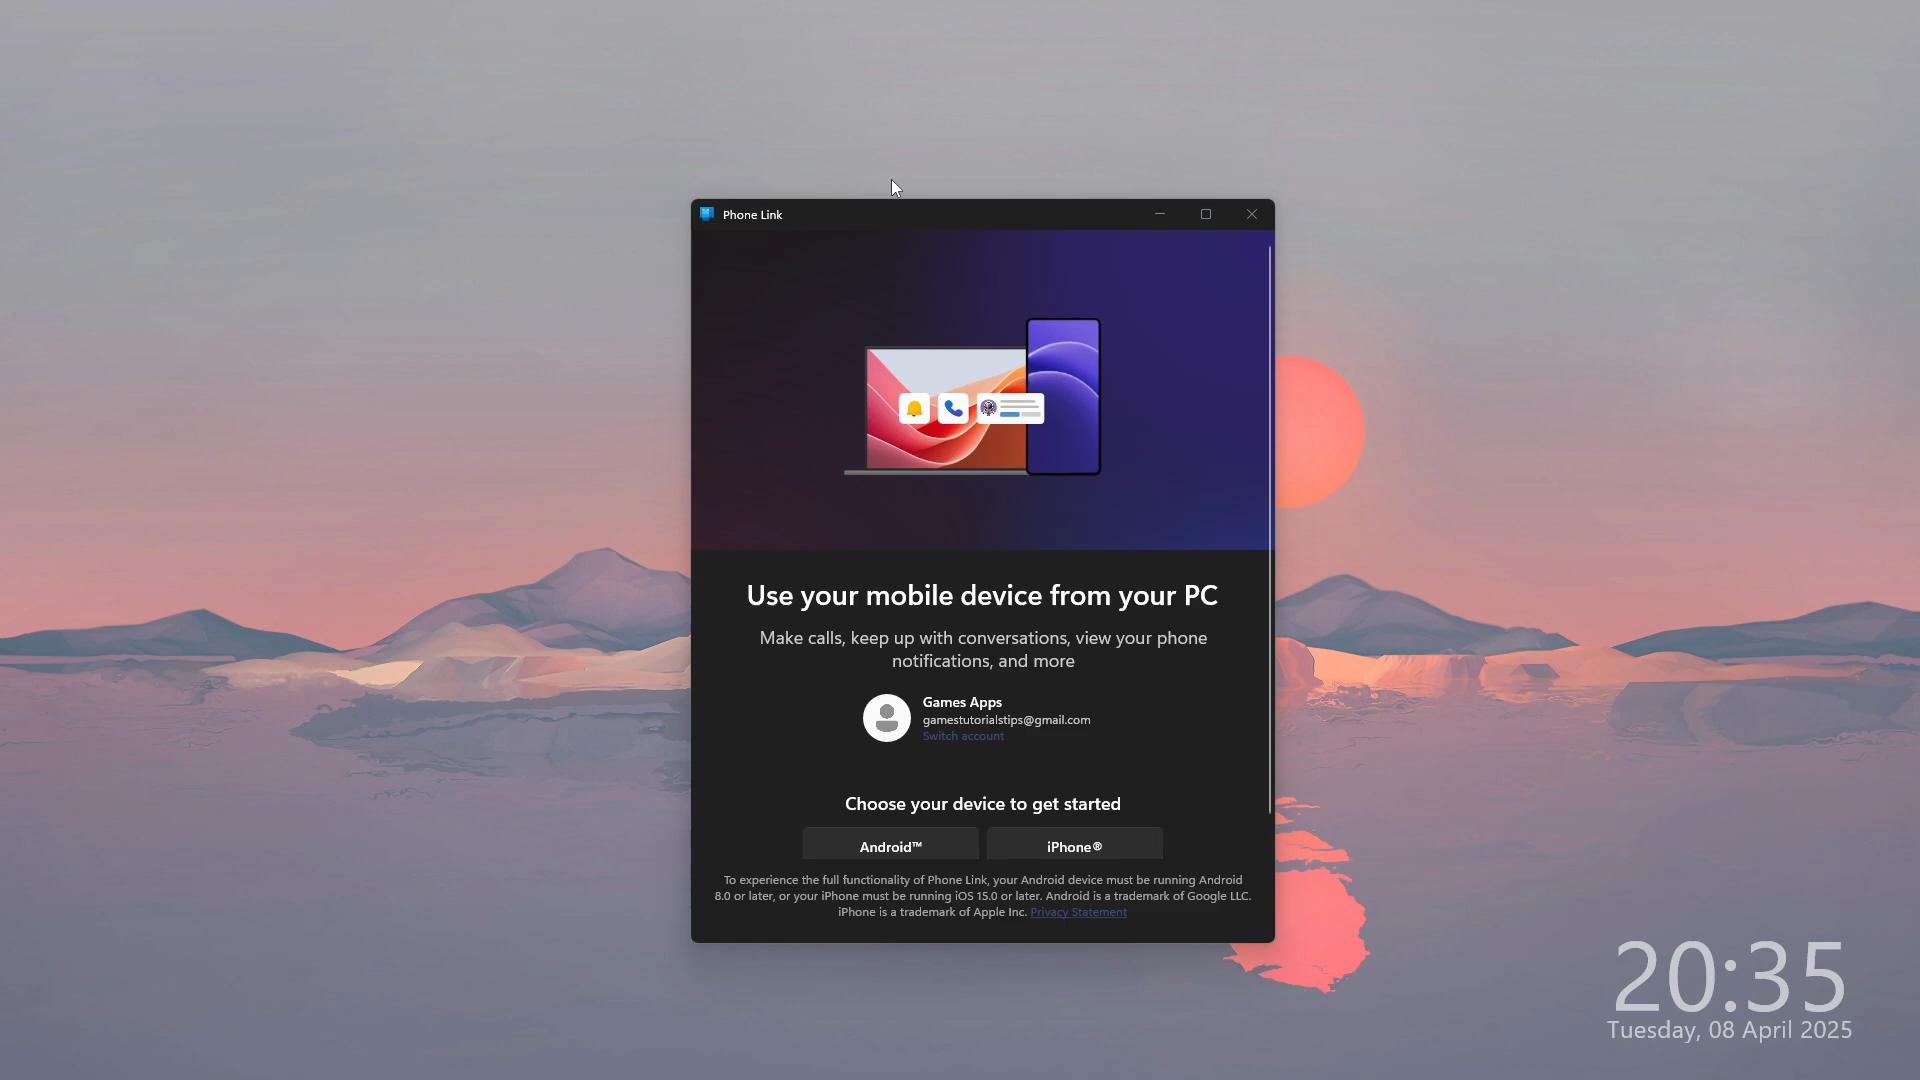 Phone Link
Use your mobile device from your PC
Make calls, keep up with conversations, view your phone
notifications, and more
Games Apps
gamestutorialstips@gmail.com
Switch account
Choose your device to get started
Android™
iPhone®
To experience the full functionality of Phone Link, your Android device must be running Android
8.0 or later, or your iPhone must be running iOS 15.0 or later. Android is a trademark of Google LLC.
iPhone is a trademark of Apple Inc. Privacy Statement
20:35
Tuesday, 08 April 2025